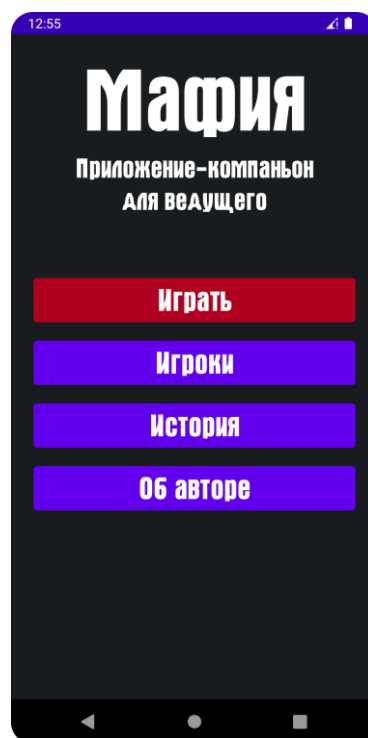 12:55
Мафия
Приложение-компаньон
для ведущего
Играть
Игроки
История
Об авторе